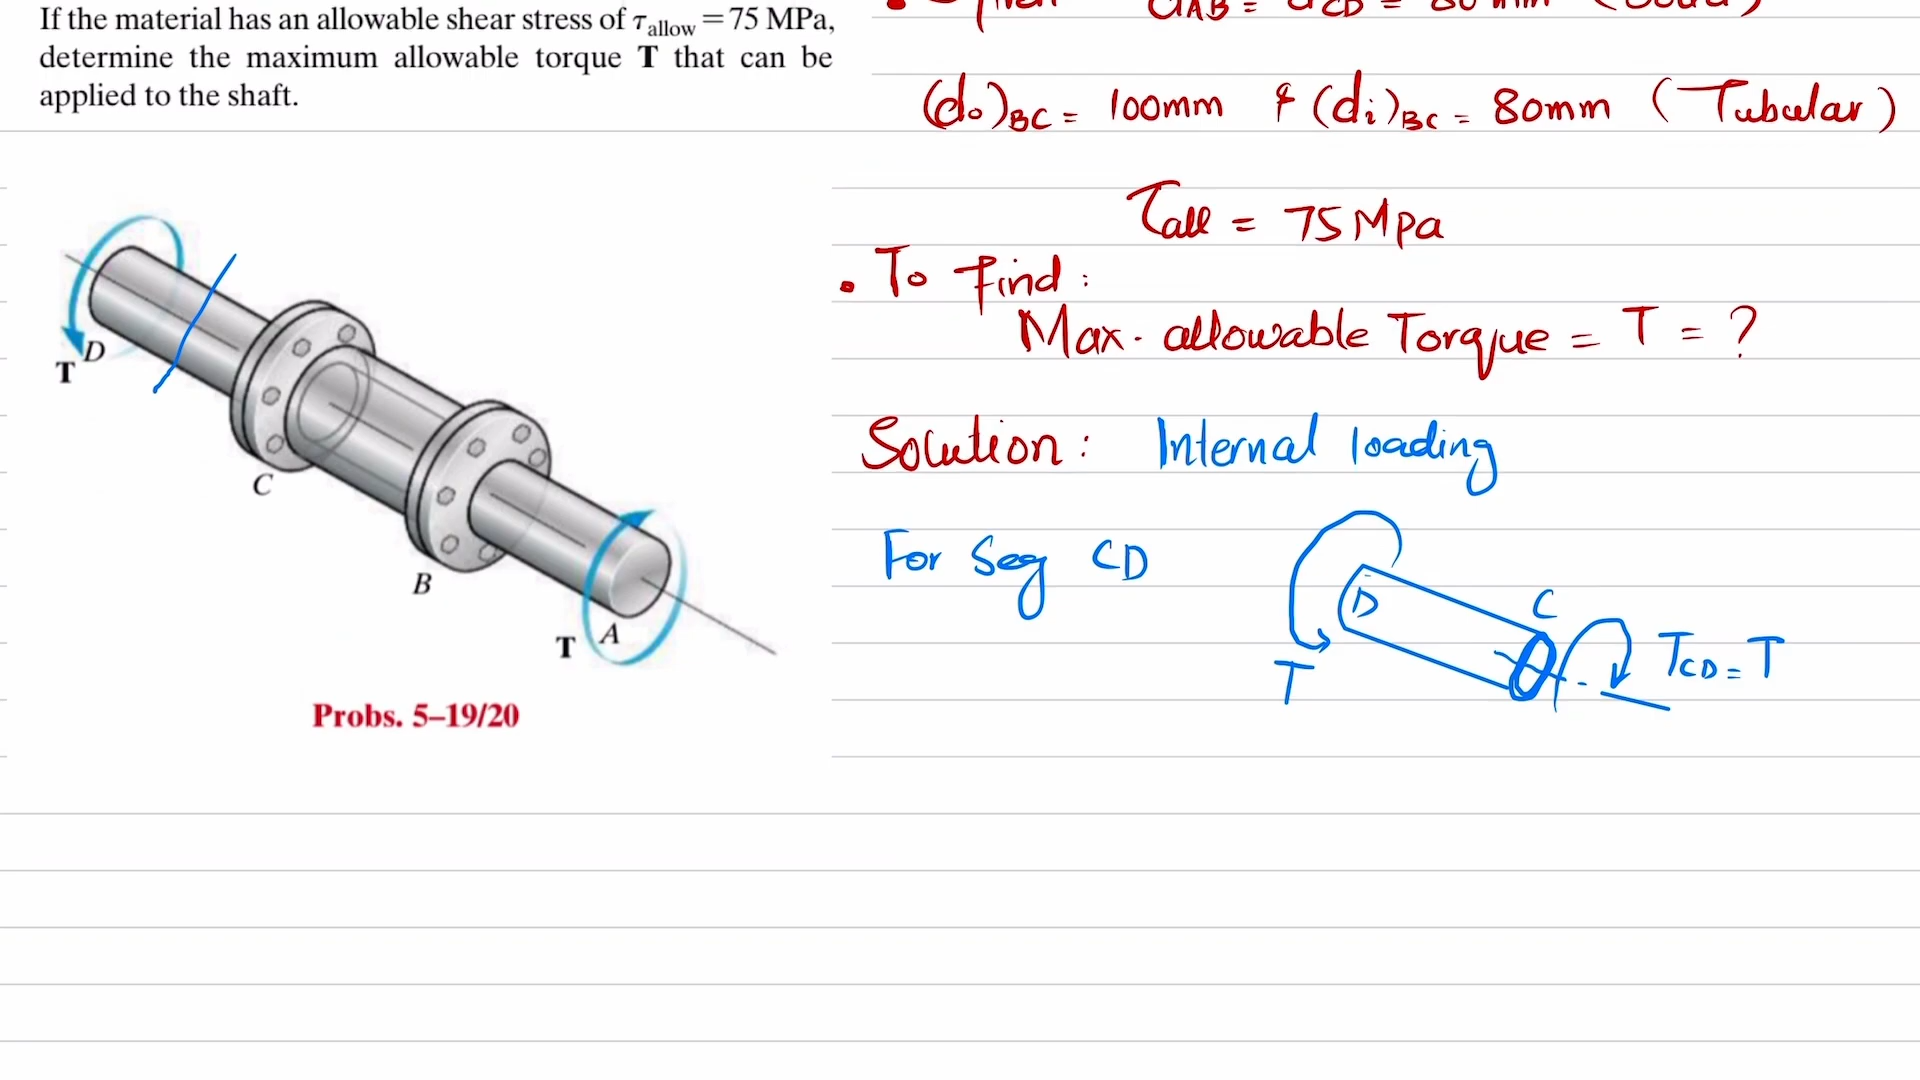 If the material has an allowable shear stress of τallow = 75 MPa,
determine the maximum allowable torque T that can be
applied to the shaft.
(do)BC = 100mm & (di)BC = 80mm (Tubular)
τall = 75 MPa
• To find:
Max. allowable Torque = T = ?
Solution: Internal loading
For Seg CD
D
C
T
TCD = T
T
D
C
B
T
A
Probs. 5–19/20